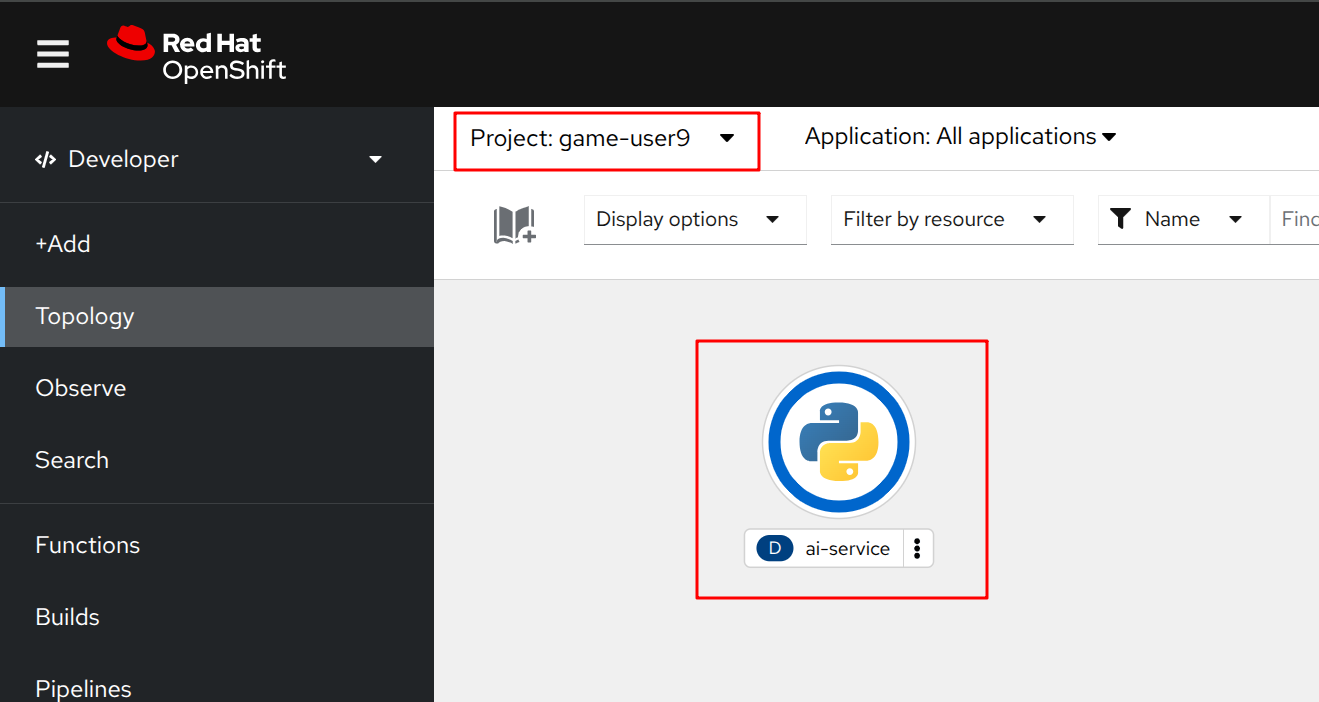 Red Hat
OpenShift
Developer
+Add
Topology
Observe
Search
Functions
Builds
Pipelines
Project: game-user9
Application: All applications
Display options
Filter by resource
Name
Find
D ai-service